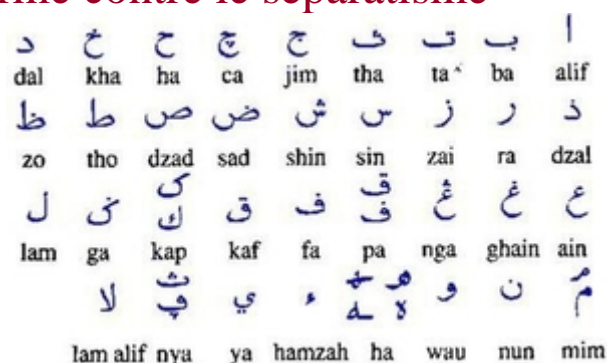 contre le séparatisme
ا ب ت ث ج چ ح خ د
dal kha ha ca jim tha ta ba alif
ذ ر ز س ش ض ص ط ظ
zo tho dzad sad shin sin zai ra dzal
ع غ ڠ ف ق ک ك ݢ ل
lam ga kap kaf fa pa nga ghain ain
م ن و ه ء ي لا
lam alif nya ya hamzah ha wau nun mim